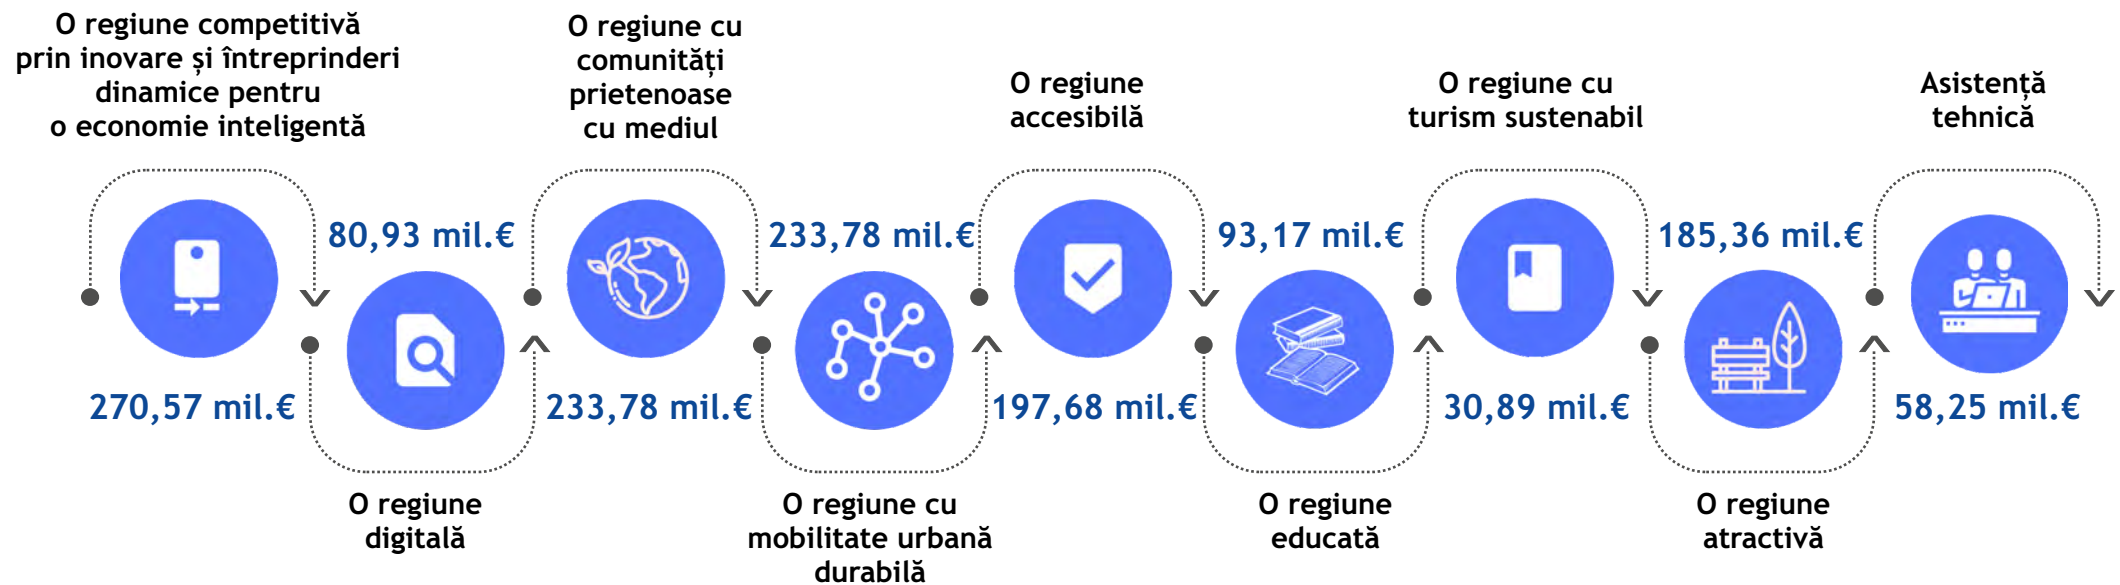 O regiune competitivă
prin inovare și întreprinderi
dinamice pentru
o economie inteligentă
270,57 mil.€
80,93 mil.€
O regiune
digitală
O regiune cu
comunități
prietenoase
cu mediul
233,78 mil.€
233,78 mil.€
O regiune cu
mobilitate urbană
durabilă
O regiune
accesibilă
197,68 mil.€
93,17 mil.€
O regiune
educată
O regiune cu
turism sustenabil
30,89 mil.€
185,36 mil.€
O regiune
atractivă
Asistență
tehnică
58,25 mil.€